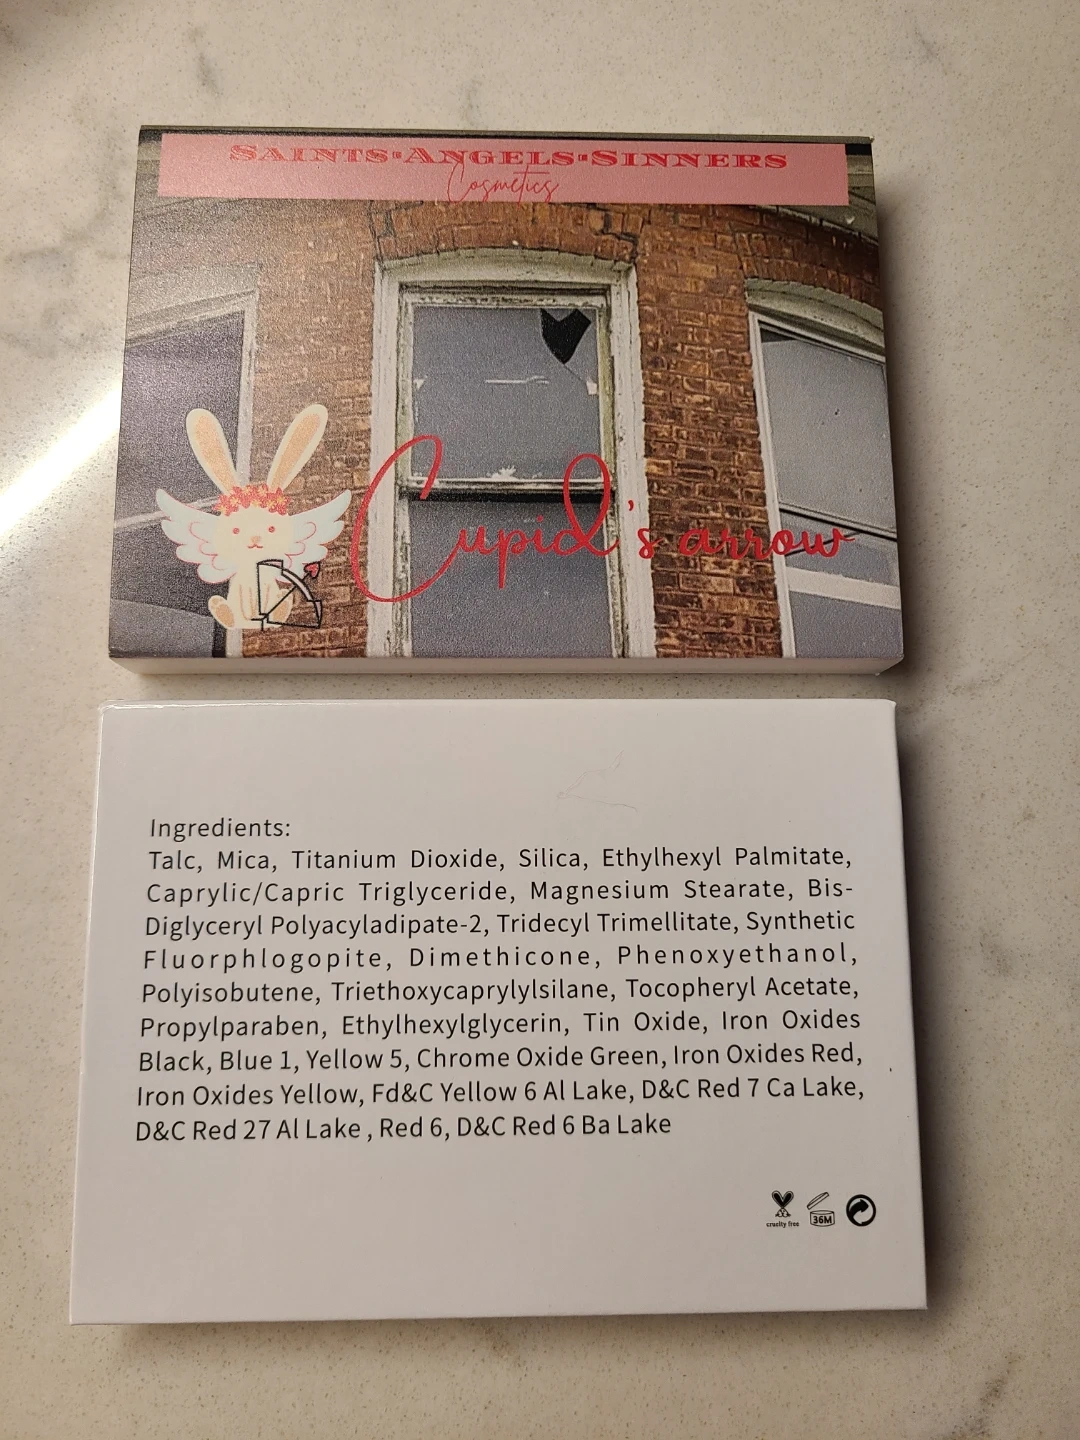 SAINTS·ANGELS·SINNERS
Cosmetics
Cupid's arrow
Ingredients:
Talc, Mica, Titanium Dioxide, Silica, Ethylhexyl Palmitate,
Caprylic/Capric Triglyceride, Magnesium Stearate, Bis-
Diglyceryl Polyacyladipate-2, Tridecyl Trimellitate, Synthetic
Fluorphlogopite, Dimethicone, Phenoxyethanol,
Polyisobutene, Triethoxycaprylylsilane, Tocopheryl Acetate,
Propylparaben, Ethylhexylglycerin, Tin Oxide, Iron Oxides
Black, Blue 1, Yellow 5, Chrome Oxide Green, Iron Oxides Red,
Iron Oxides Yellow, Fd&C Yellow 6 Al Lake, D&C Red 7 Ca Lake,
D&C Red 27 Al Lake , Red 6, D&C Red 6 Ba Lake
cruelty free
36M